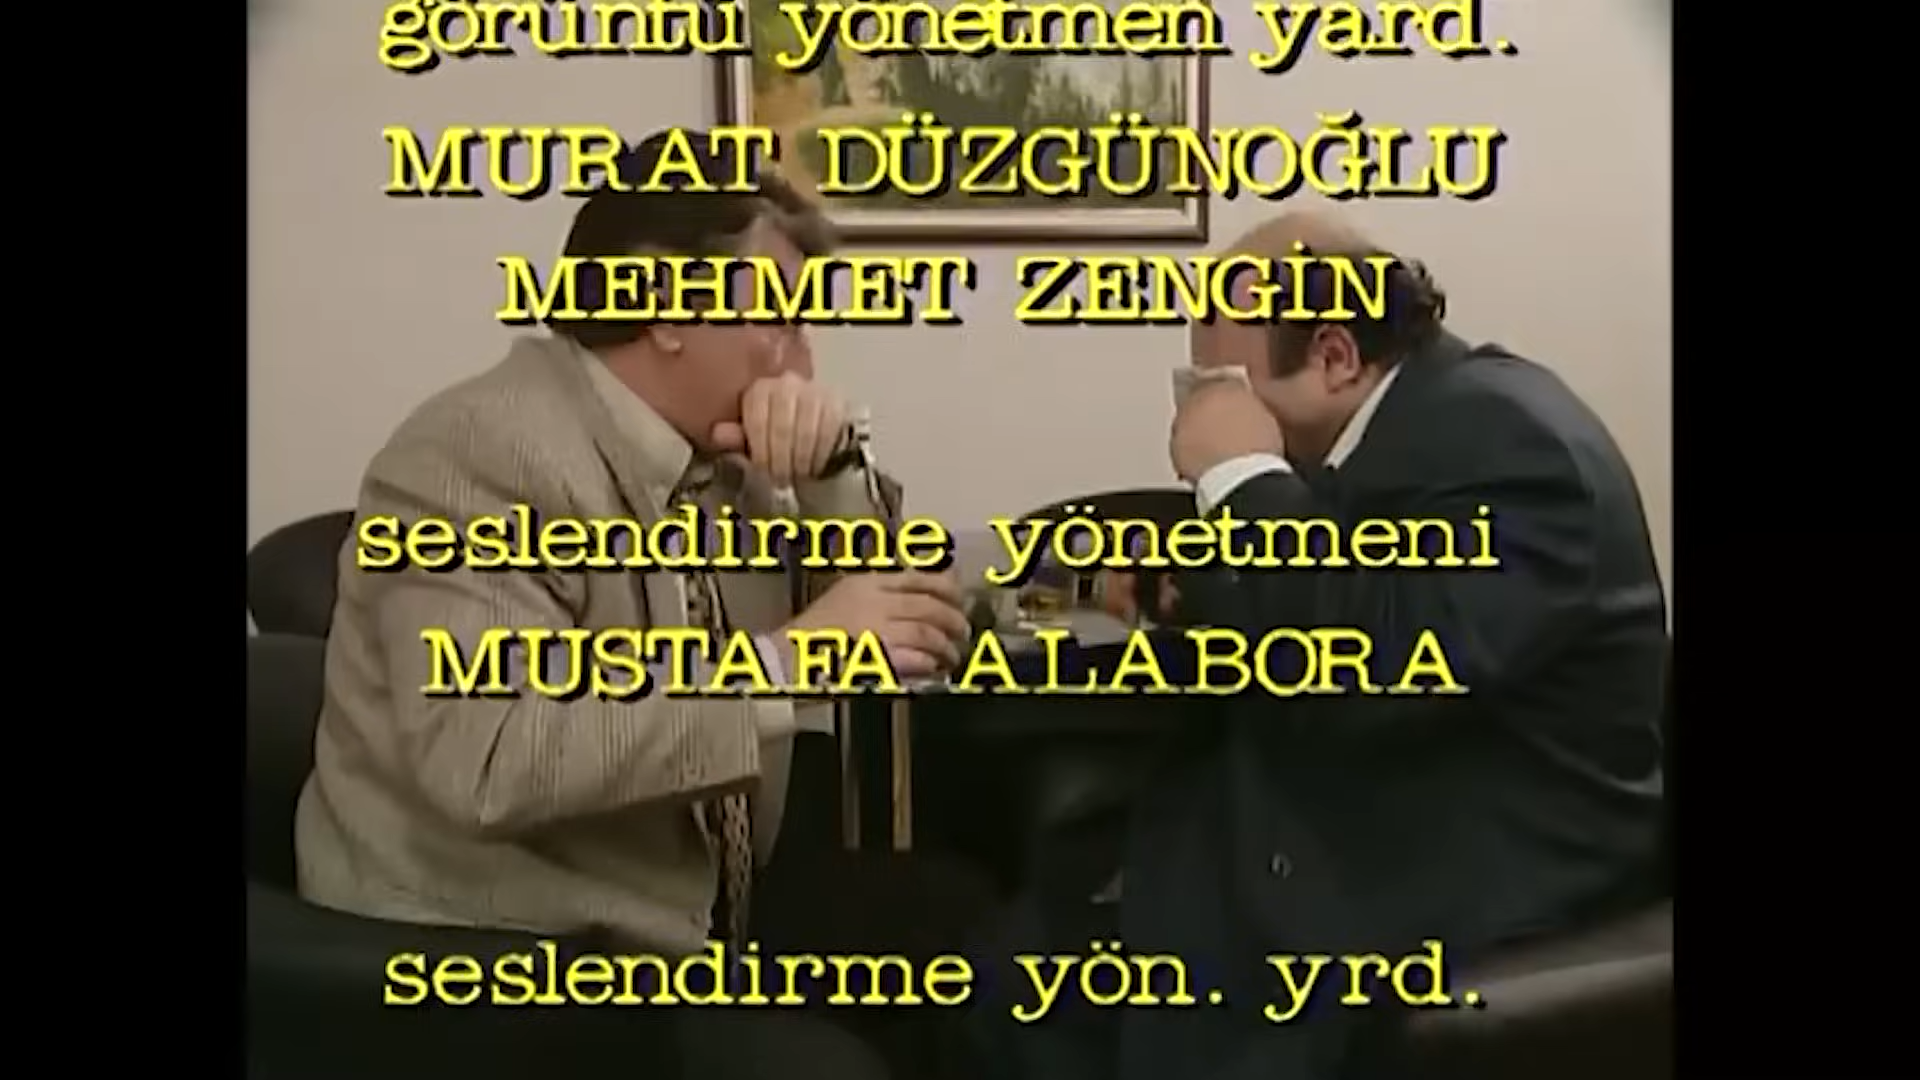 görüntü yönetmen yard.
MURAT DÜZGÜNOĞLU
MEHMET ZENGİN
seslendirme yönetmeni
MUSTAFA ALABORA
seslendirme yön. yrd.